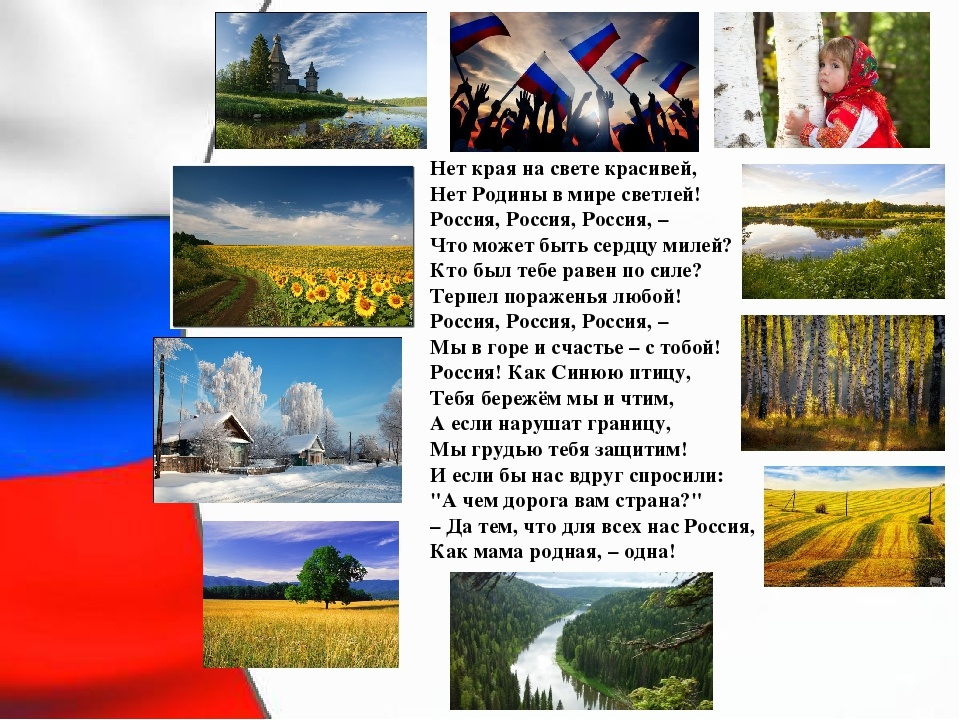 Нет края на свете красивей,
Нет Родины в мире светлей!
Россия, Россия, Россия, –
Что может быть сердцу милей?
Кто был тебе равен по силе?
Терпел пораженья любой!
Россия, Россия, Россия, –
Мы в горе и счастье – с тобой!
Россия! Как Синюю птицу,
Тебя бережём мы и чтим,
А если нарушат границу,
Мы грудью тебя защитим!
И если бы нас вдруг спросили:
"А чем дорога вам страна?"
– Да тем, что для всех нас Россия,
Как мама родная, – одна!